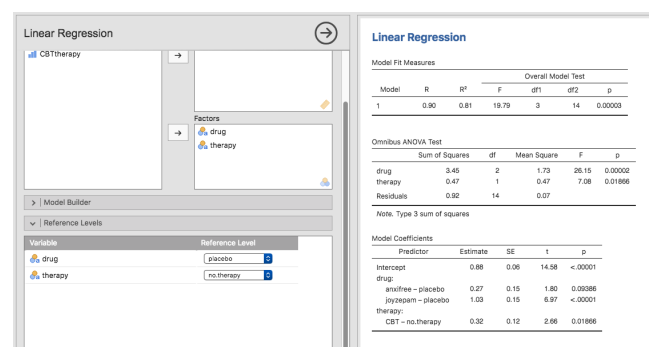 Linear Regression
CBTtherapy
Factors
drug
therapy
Model Builder
Reference Levels
Variable Reference Level
drug placebo
therapy no.therapy
Linear Regression
Model Fit Measures
Overall Model Test
Model R R² F df1 df2 p
1 0.90 0.81 19.79 3 14 0.00003
Omnibus ANOVA Test
Sum of Squares df Mean Square F p
drug 3.45 2 1.73 26.15 0.00002
therapy 0.47 1 0.47 7.08 0.01866
Residuals 0.92 14 0.07
Note. Type 3 sum of squares
Model Coefficients
Predictor Estimate SE t p
Intercept 0.88 0.06 14.58 <.00001
drug:
anxifree – placebo 0.27 0.15 1.80 0.09386
joyzepam – placebo 1.03 0.15 6.97 <.00001
therapy:
CBT – no.therapy 0.32 0.12 2.66 0.01866